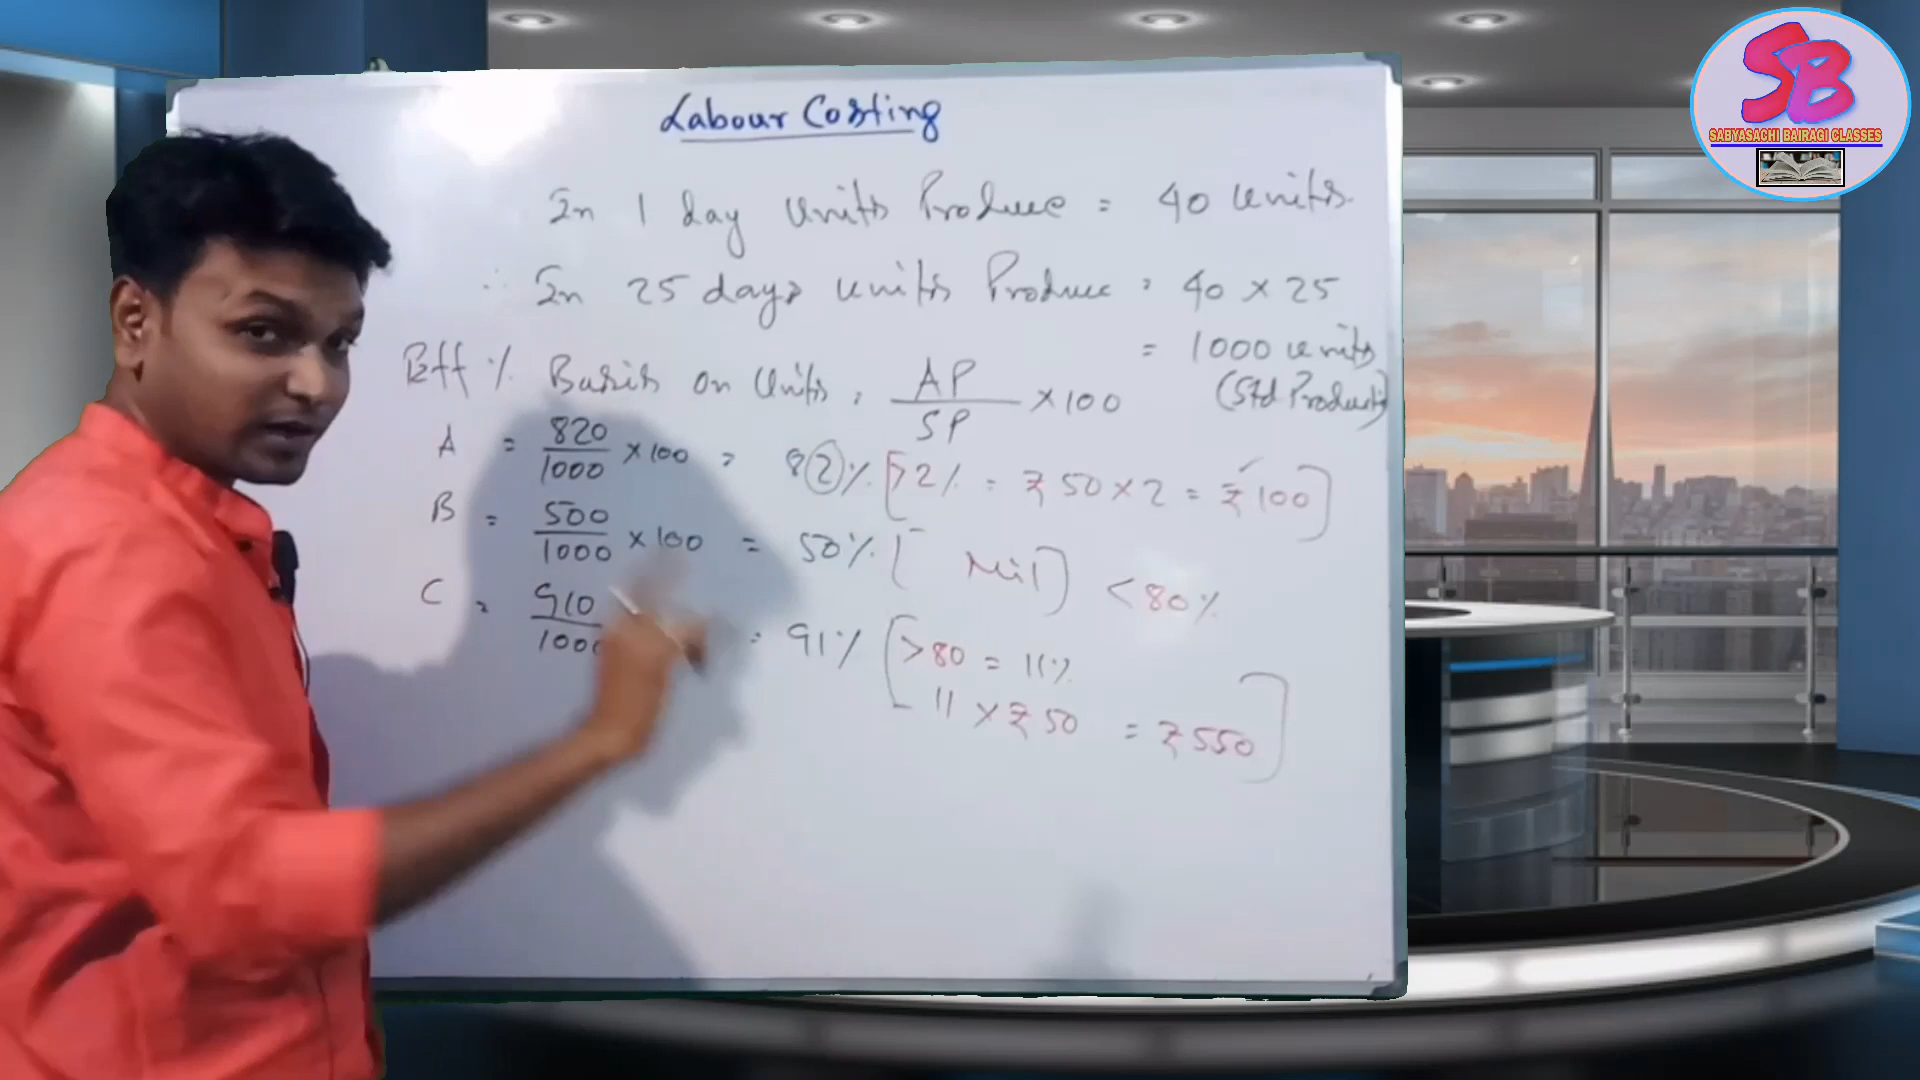 SB
SABYASACHI BAIRAGI CLASSES
Labour Costing
In 1 day units Produce = 40 units.
∴ In 25 days units Produce = 40 × 25
= 1000 units
(Std Production)
Eff % Basis on Units = AP / SP × 100
A = 820 / 1000 × 100 = 82% [>2% = ₹50 × 2 = ₹100]
B = 500 / 1000 × 100 = 50% [Nil] < 80%
C = 910 / 1000 = 91% [>80 = 11%
11 × ₹50 = ₹550]